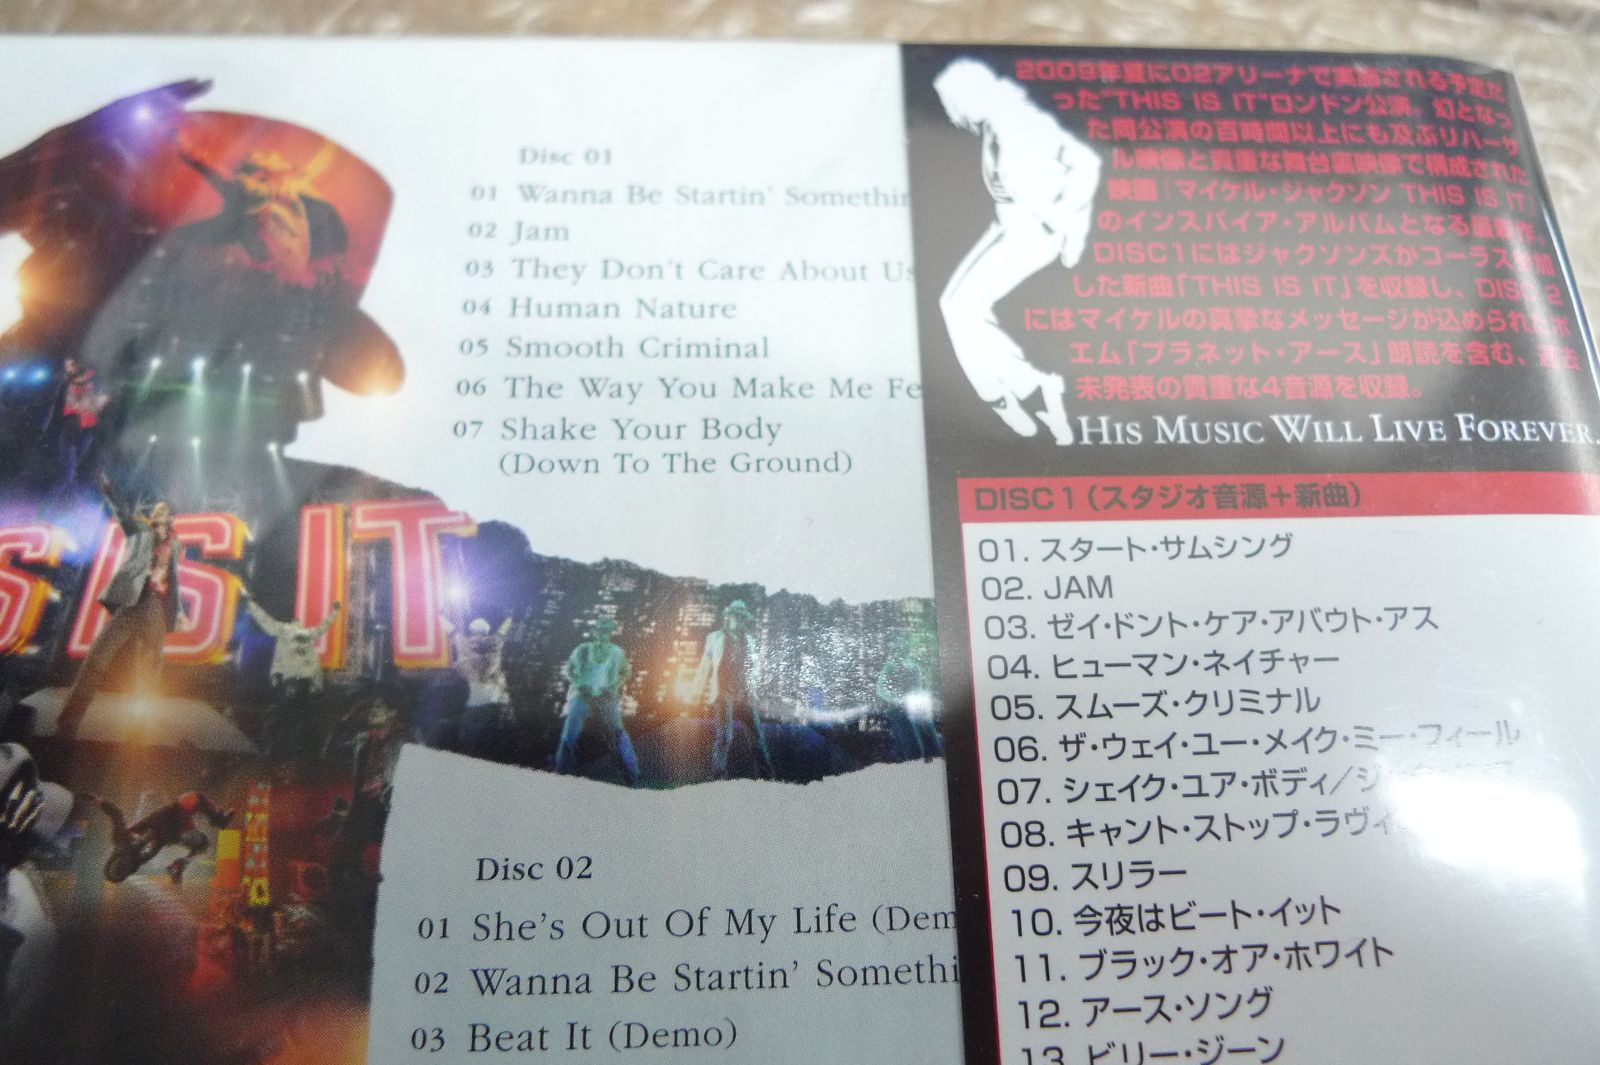 Disc 01
01 Wanna Be Startin' Somethin
02 Jam
03 They Don't Care About Us
04 Human Nature
05 Smooth Criminal
06 The Way You Make Me Fe
07 Shake Your Body
(Down To The Ground)
S IS IT
Disc 02
01 She's Out Of My Life (Dem
02 Wanna Be Startin' Somethi
03 Beat It (Demo)
2009年夏にO2アリーナで実施される予定だ
った"THIS IS IT"ロンドン公演。幻となっ
た同公演の百時間以上にも及ぶリハーサ
ル映像と貴重な舞台裏映像で構成された
映画『マイケル・ジャクソン THIS IS IT』
のインスパイア・アルバムとなる最新作。
DISC1にはジャクソンズがコーラス参加
した新曲「THIS IS IT」を収録し、DISC2
にはマイケルの真摯なメッセージが込められたポ
エム「プラネット・アース」朗読を含む、過去
未発表の貴重な4音源を収録。
HIS MUSIC WILL LIVE FOREVER.
DISC1(スタジオ音源+新曲)
01. スタート・サムシング
02. JAM
03. ゼイ・ドント・ケア・アバウト・アス
04. ヒューマン・ネイチャー
05. スムーズ・クリミナル
06. ザ・ウェイ・ユー・メイク・ミー・フィール
07. シェイク・ユア・ボディ/
08. キャント・ストップ・ラヴィ
09. スリラー
10. 今夜はビート・イット
11. ブラック・オア・ホワイト
12. アース・ソング
13. ビリー・ジーン